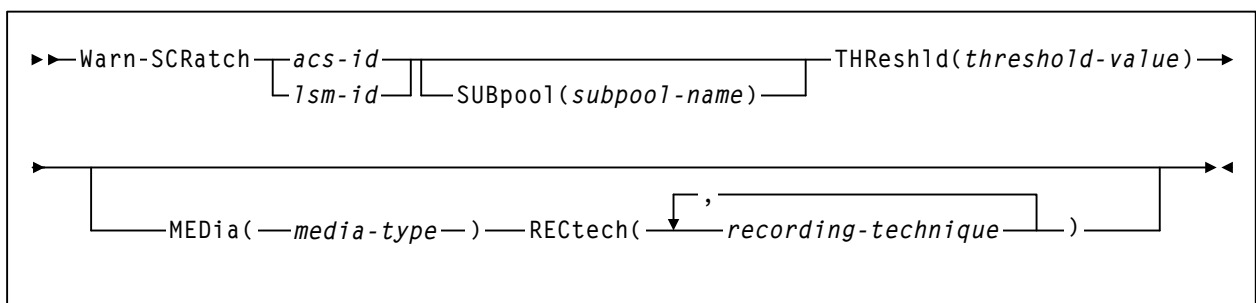 Warn-SCRatch acs-id THReshld(threshold-value)
lsm-id SUBpool(subpool-name)
,
MEDia( media-type ) RECtech( recording-technique )